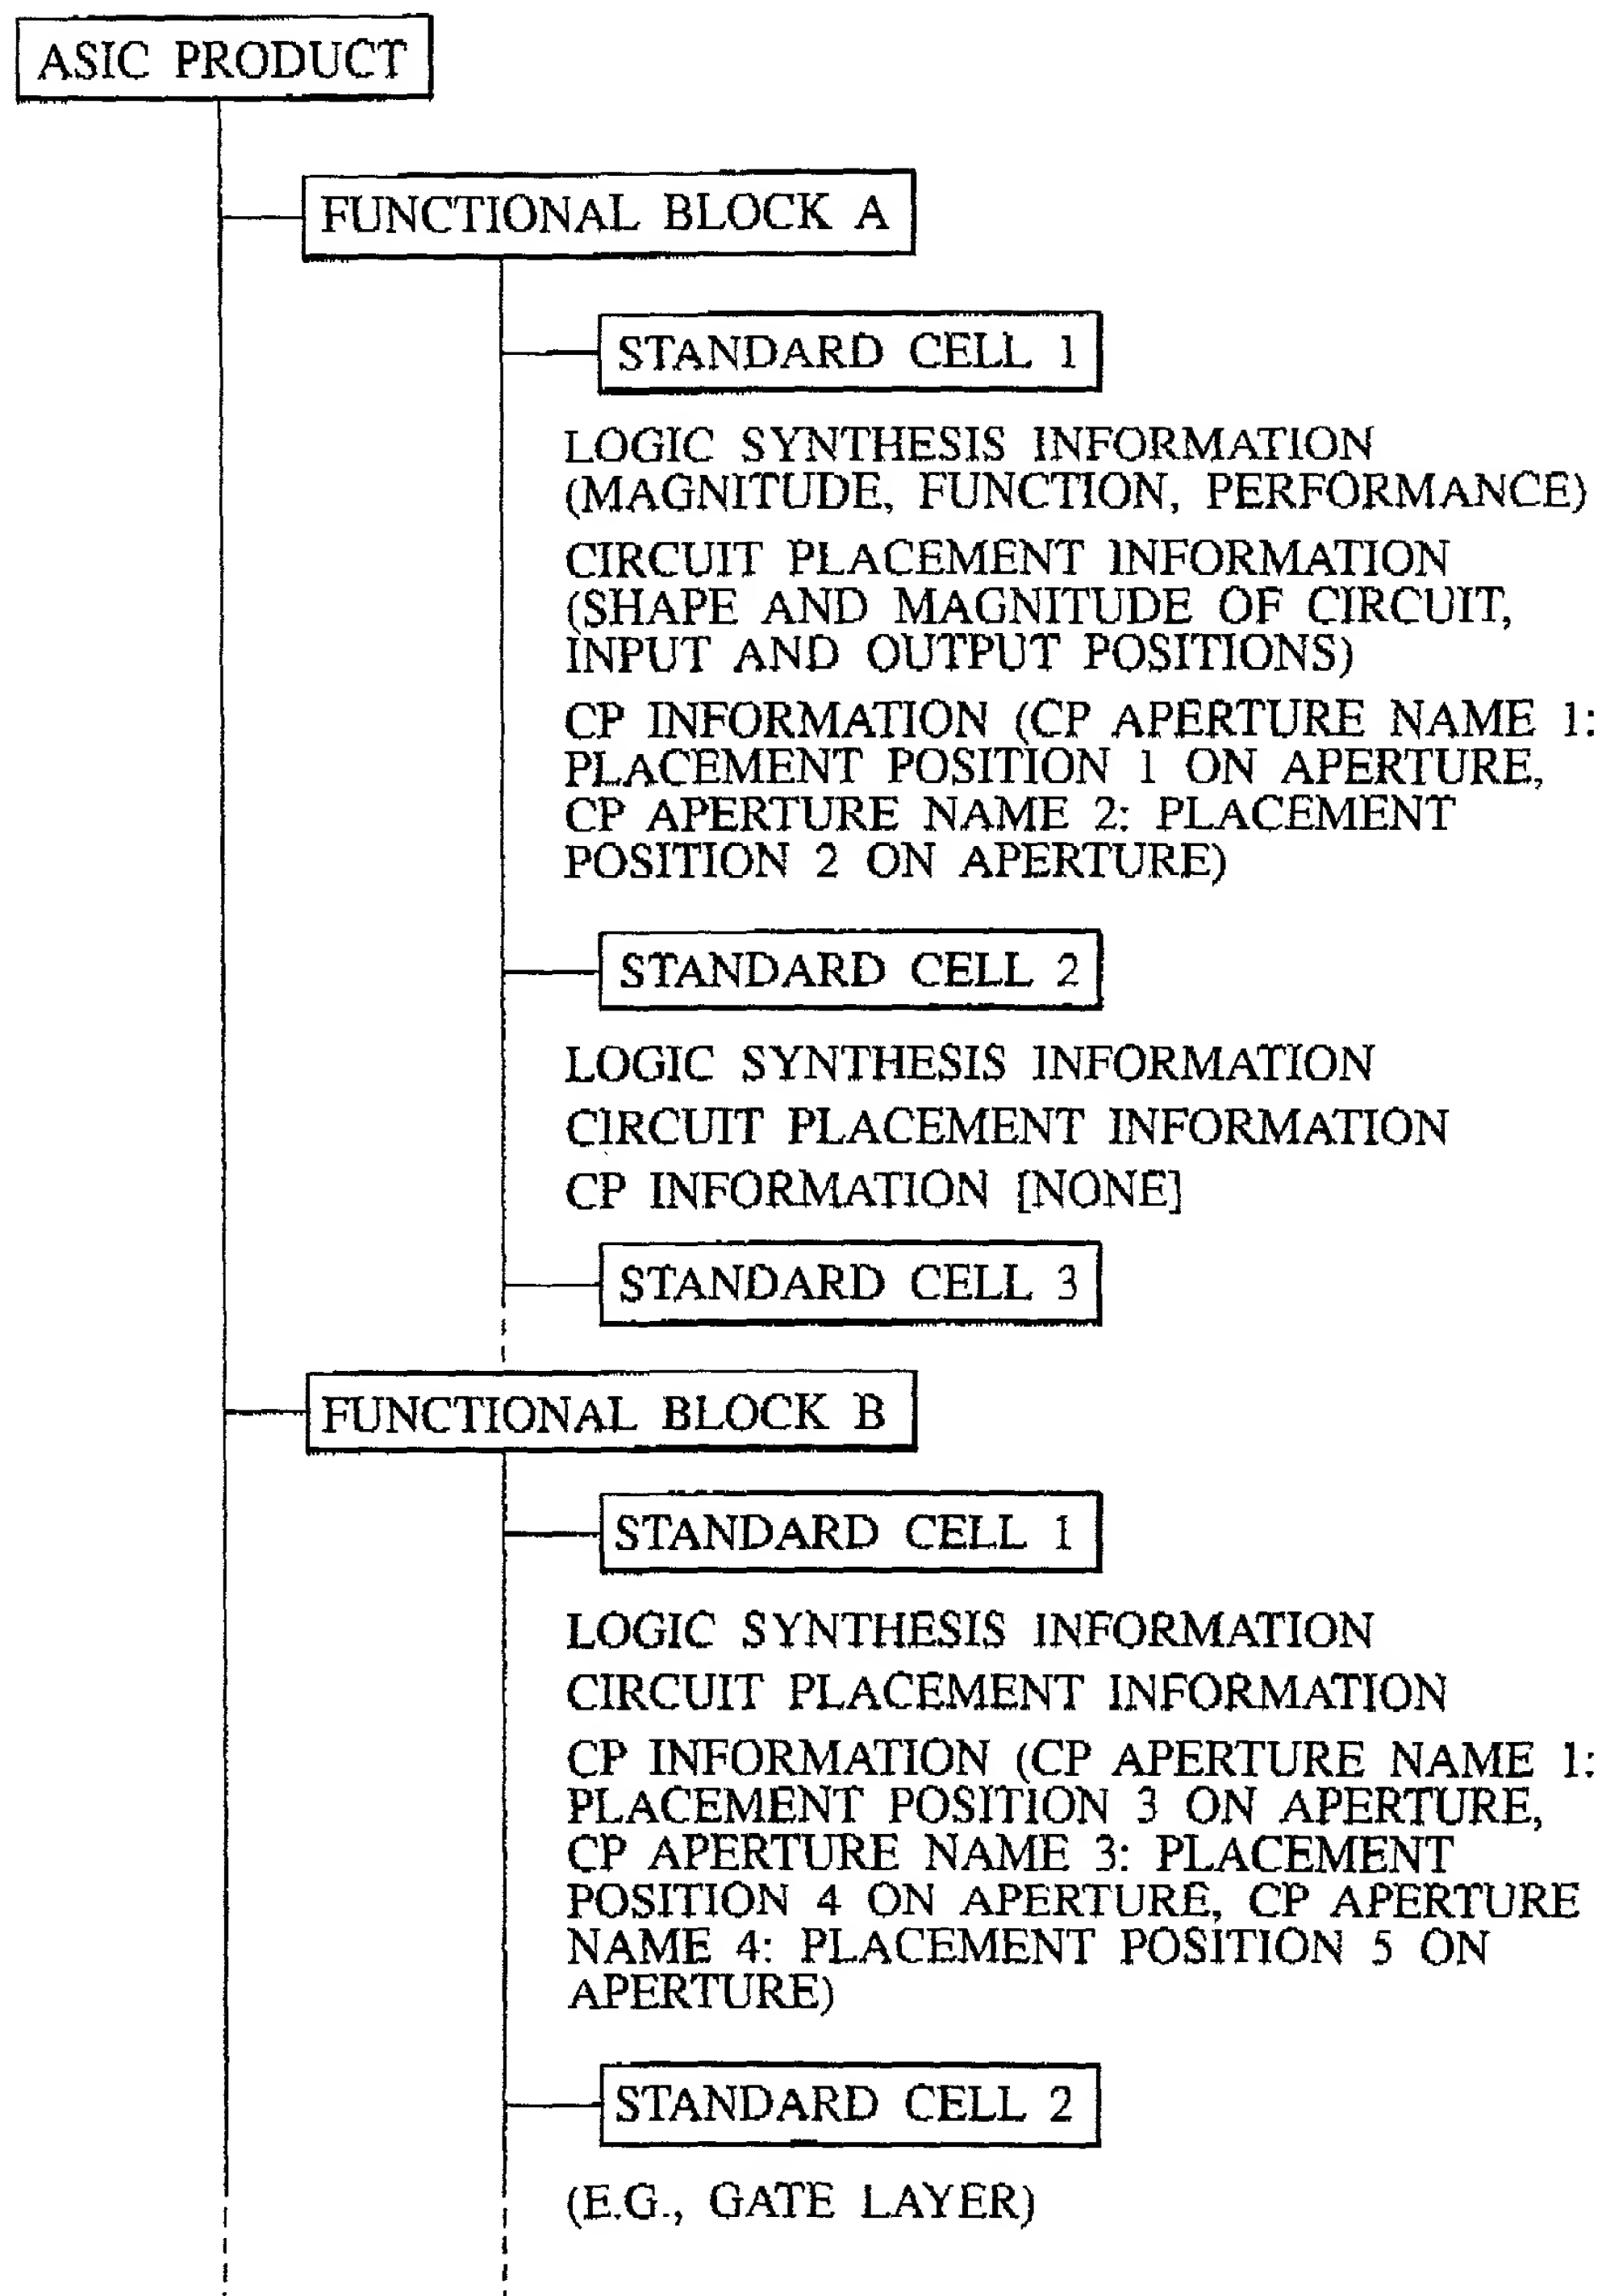 ASIC PRODUCT
FUNCTIONAL BLOCK A
STANDARD CELL 1
LOGIC SYNTHESIS INFORMATION
(MAGNITUDE, FUNCTION, PERFORMANCE)
CIRCUIT PLACEMENT INFORMATION
(SHAPE AND MAGNITUDE OF CIRCUIT,
INPUT AND OUTPUT POSITIONS)
CP INFORMATION (CP APERTURE NAME 1:
PLACEMENT POSITION 1 ON APERTURE,
CP APERTURE NAME 2: PLACEMENT
POSITION 2 ON APERTURE)
STANDARD CELL 2
LOGIC SYNTHESIS INFORMATION
CIRCUIT PLACEMENT INFORMATION
CP INFORMATION [NONE]
STANDARD CELL 3
FUNCTIONAL BLOCK B
STANDARD CELL 1
LOGIC SYNTHESIS INFORMATION
CIRCUIT PLACEMENT INFORMATION
CP INFORMATION (CP APERTURE NAME 1:
PLACEMENT POSITION 3 ON APERTURE,
CP APERTURE NAME 3: PLACEMENT
POSITION 4 ON APERTURE, CP APERTURE
NAME 4: PLACEMENT POSITION 5 ON
APERTURE)
STANDARD CELL 2
(E.G., GATE LAYER)